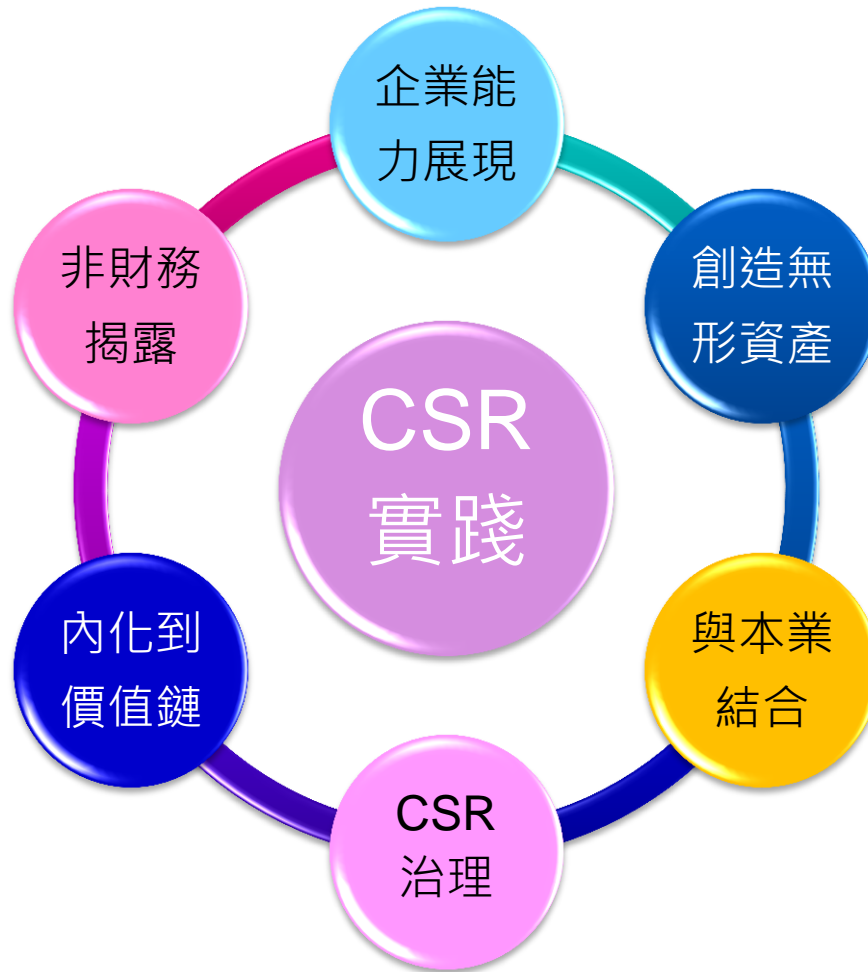 企業能
力展現
非財務
揭露
創造無
形資產
CSR
實踐
內化到
價值鏈
與本業
結合
CSR
治理